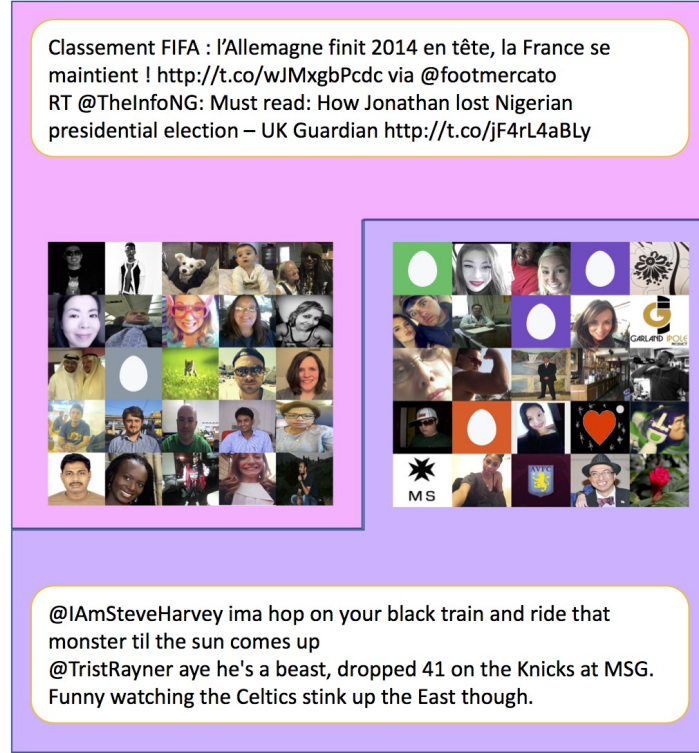 Classement FIFA : l’Allemagne finit 2014 en tête, la France se
maintient ! http://t.co/wJMxgbPcdc via @footmercato
RT @TheInfoNG: Must read: How Jonathan lost Nigerian
presidential election – UK Guardian http://t.co/jF4rL4aBLy
GARLAND
MS
AVFC
@IAmSteveHarvey ima hop on your black train and ride that
monster til the sun comes up
@TristRayner aye he's a beast, dropped 41 on the Knicks at MSG.
Funny watching the Celtics stink up the East though.